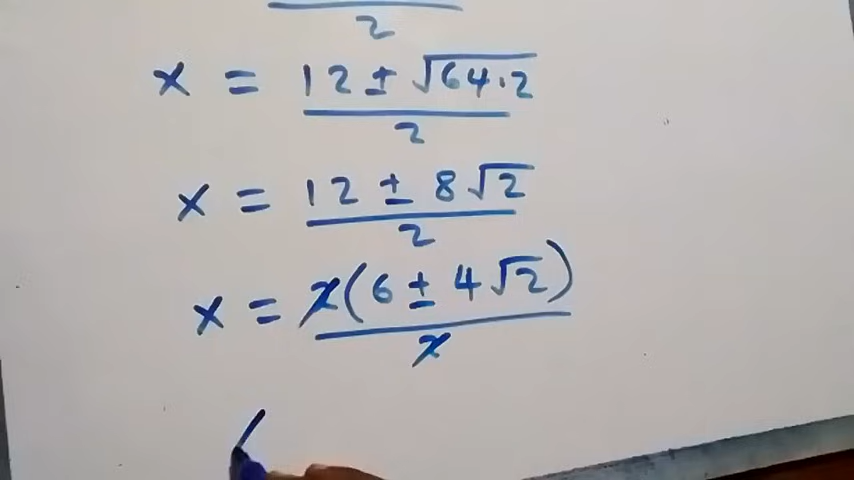 2
x = 12 ± √64·2
2
x = 12 ± 8√2
2
x = 2(6 ± 4√2)
2